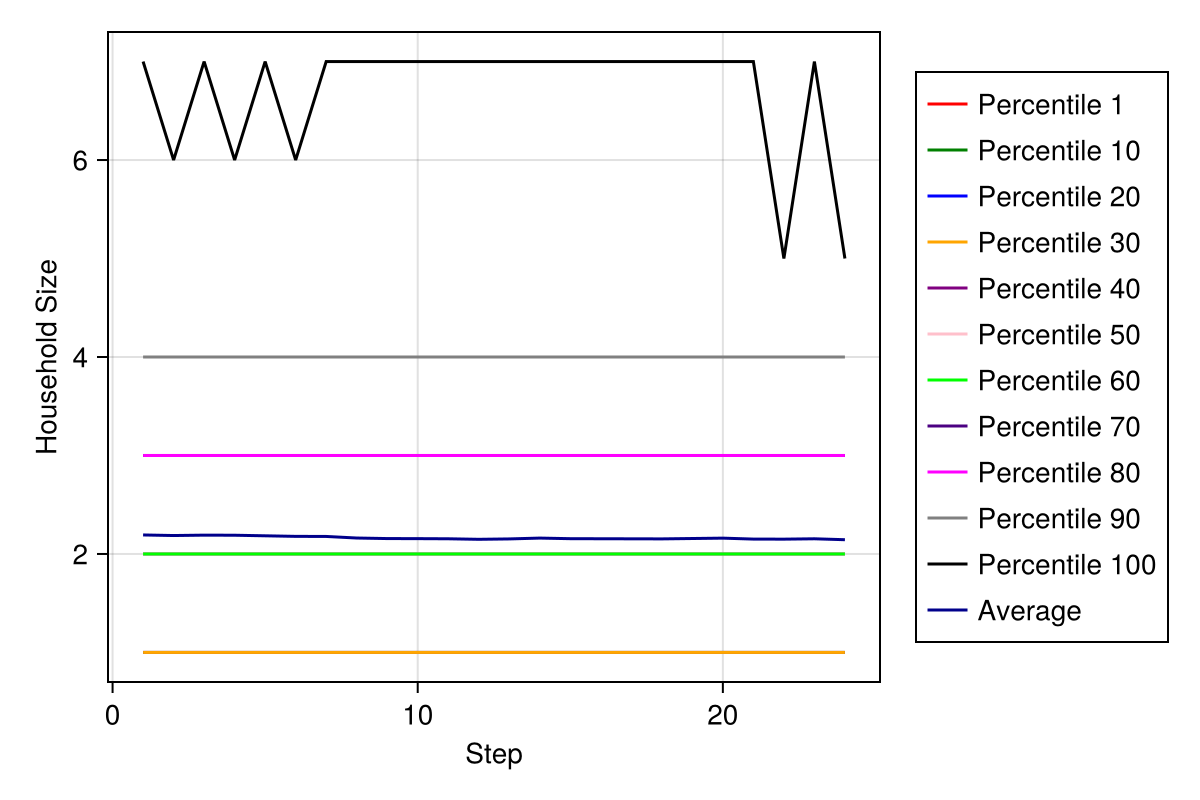 6
4
2
Household Size
0
10
20
Step
Percentile 1
Percentile 10
Percentile 20
Percentile 30
Percentile 40
Percentile 50
Percentile 60
Percentile 70
Percentile 80
Percentile 90
Percentile 100
Average